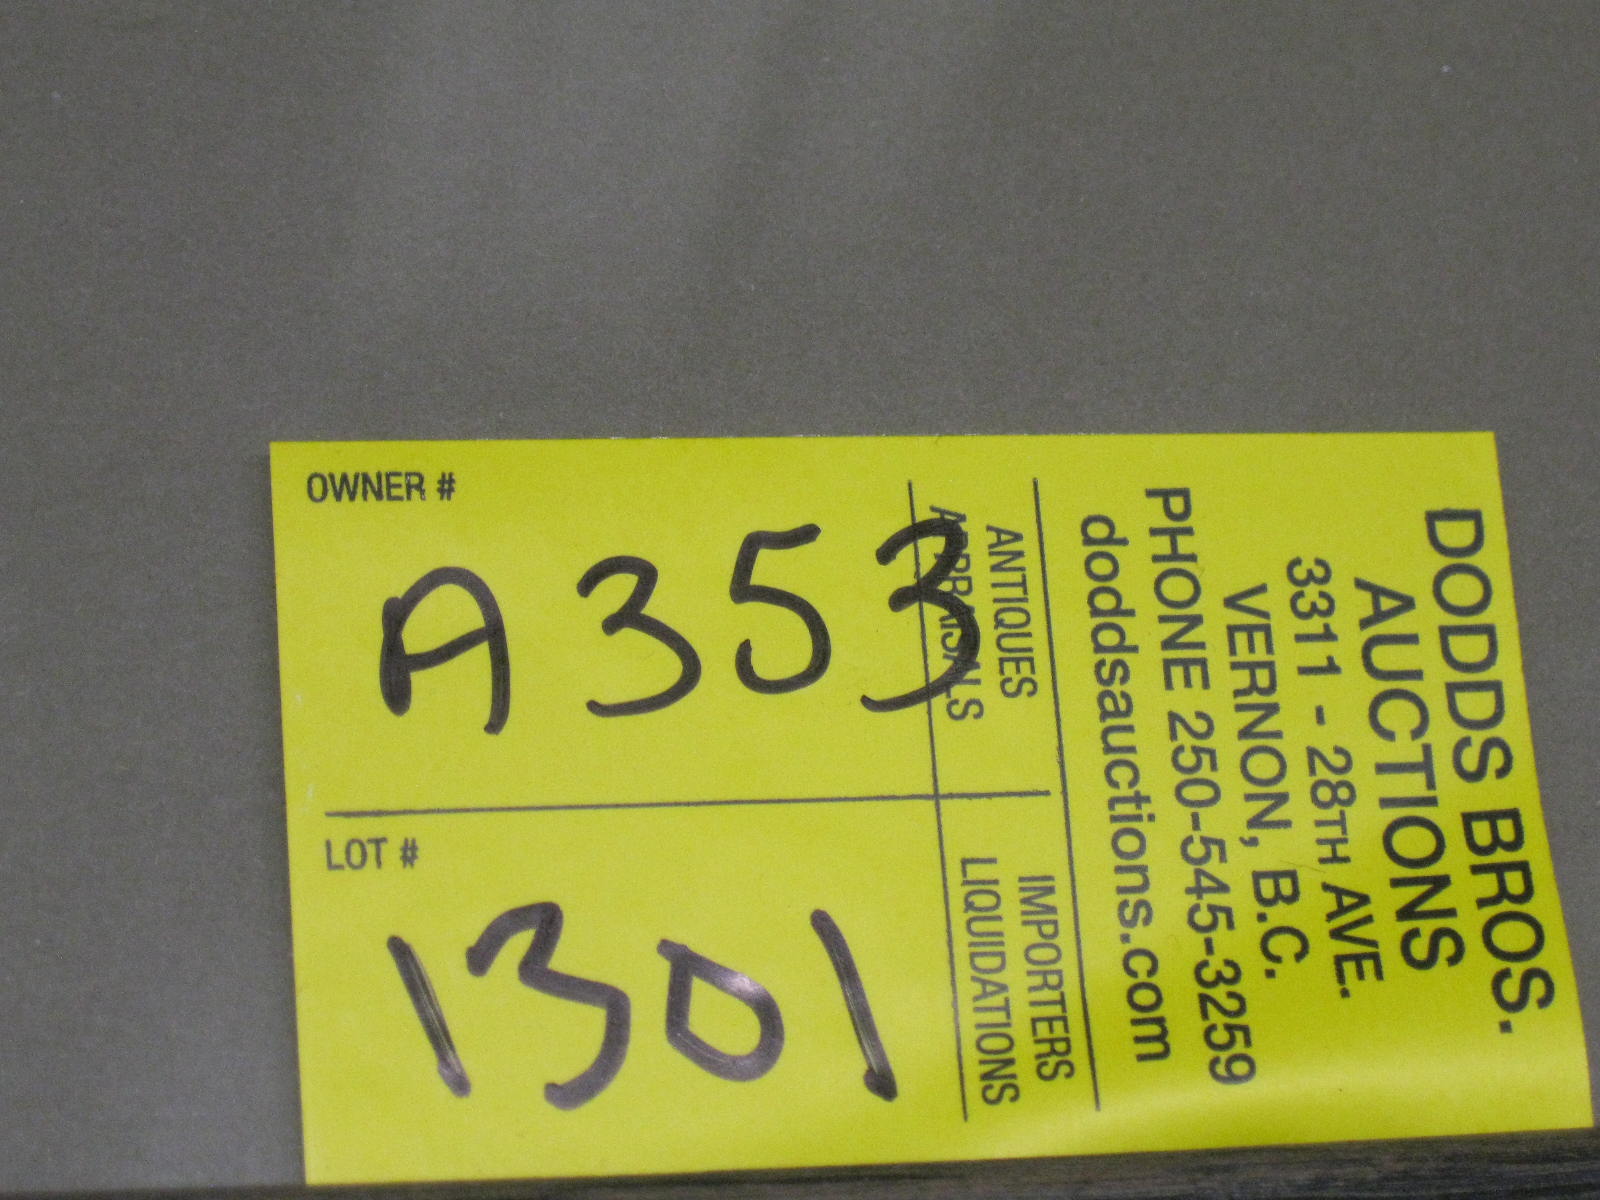 DODDS BROS.
AUCTIONS
3311 - 28TH AVE.
VERNON, B.C.
PHONE 250-545-3259
doddsauctions.com
ANTIQUES
APPRAISALS
IMPORTERS
LIQUIDATIONS
OWNER #
A353
LOT #
1301